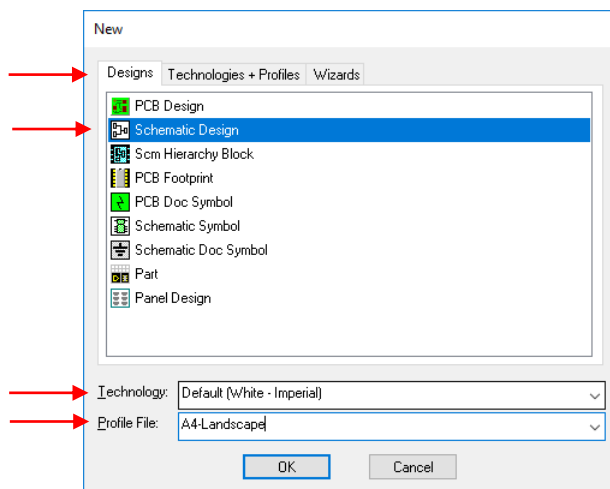 New
Designs Technologies + Profiles Wizards
PCB Design
Schematic Design
Scm Hierarchy Block
PCB Footprint
PCB Doc Symbol
Schematic Symbol
Schematic Doc Symbol
Part
Panel Design
Technology: Default (White - Imperial)
Profile File: A4-Landscape
OK Cancel